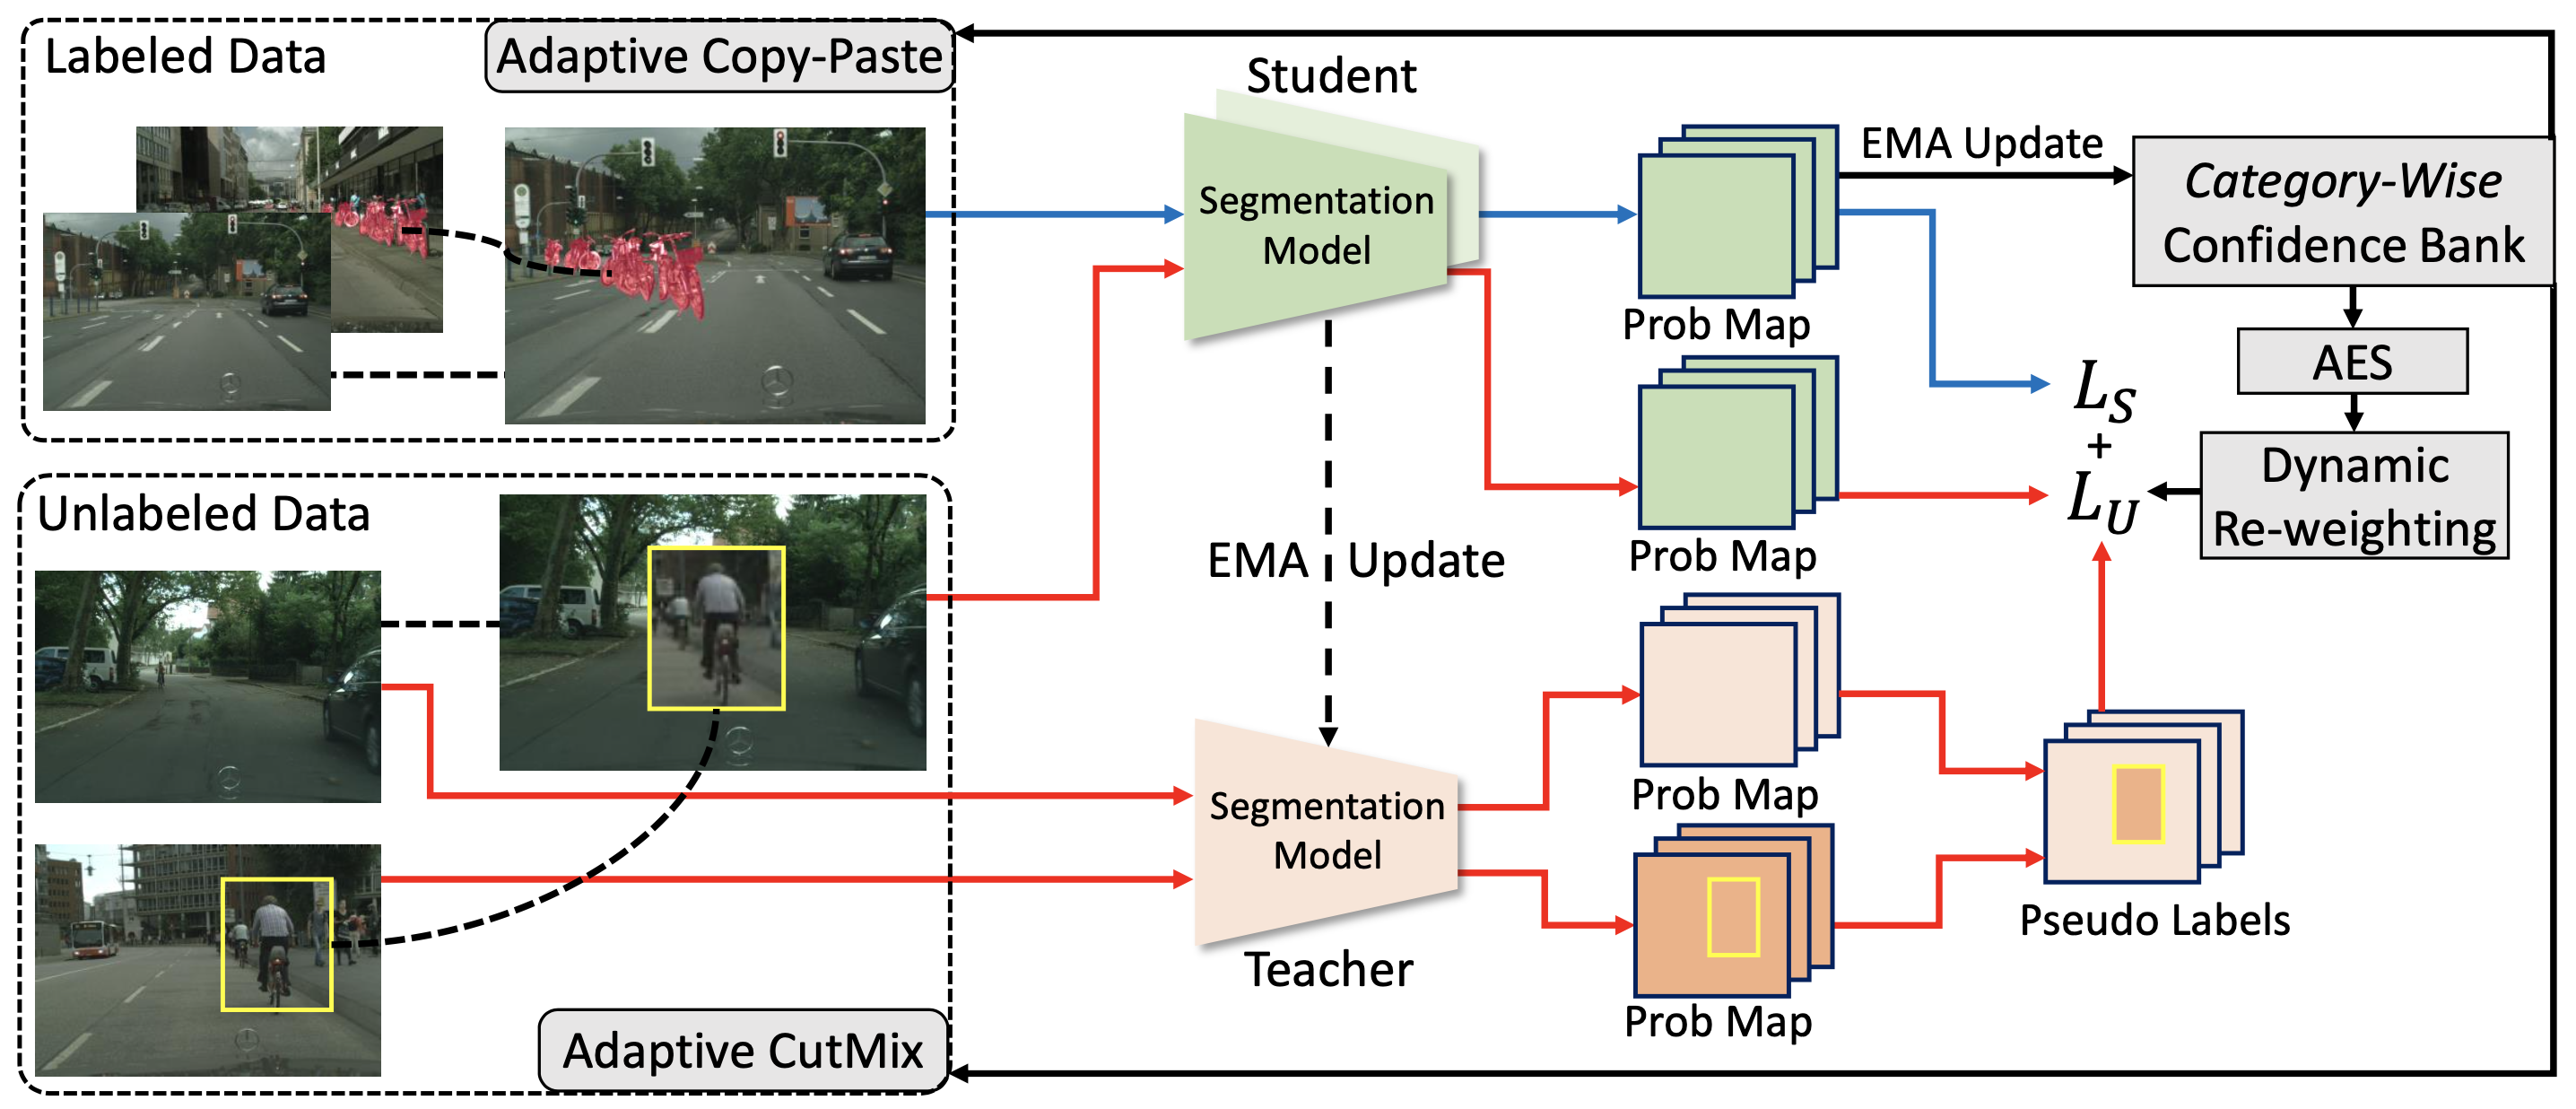 Labeled Data
Adaptive Copy-Paste
Student
Segmentation
Model
Prob Map
EMA Update
Category-Wise
Confidence Bank
AES
Dynamic
Re-weighting
L_S
+
L_U
Prob Map
Unlabeled Data
EMA Update
Segmentation
Model
Teacher
Prob Map
Prob Map
Pseudo Labels
Adaptive CutMix